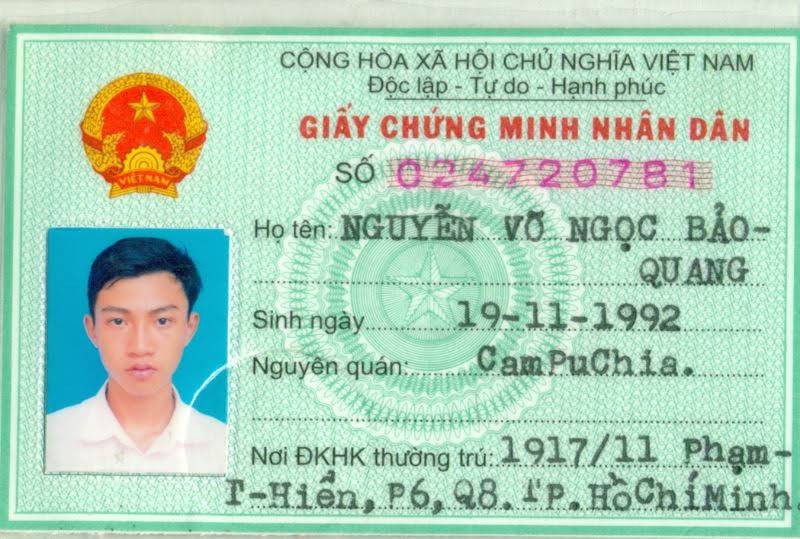 CỘNG HÒA XÃ HỘI CHỦ NGHĨA VIỆT NAM
Độc lập - Tự do - Hạnh phúc
GIẤY CHỨNG MINH NHÂN DÂN
SỐ 024720781
VIỆT NAM
Họ tên: NGUYỄN VÕ NGỌC BẢO-
QUANG
Sinh ngày 19-11-1992
Nguyên quán: CamPuChia.
Nơi ĐKHK thường trú: 1917/11 Phạm-
T-Hiển, P6, Q8. TP. HồChíMinh.